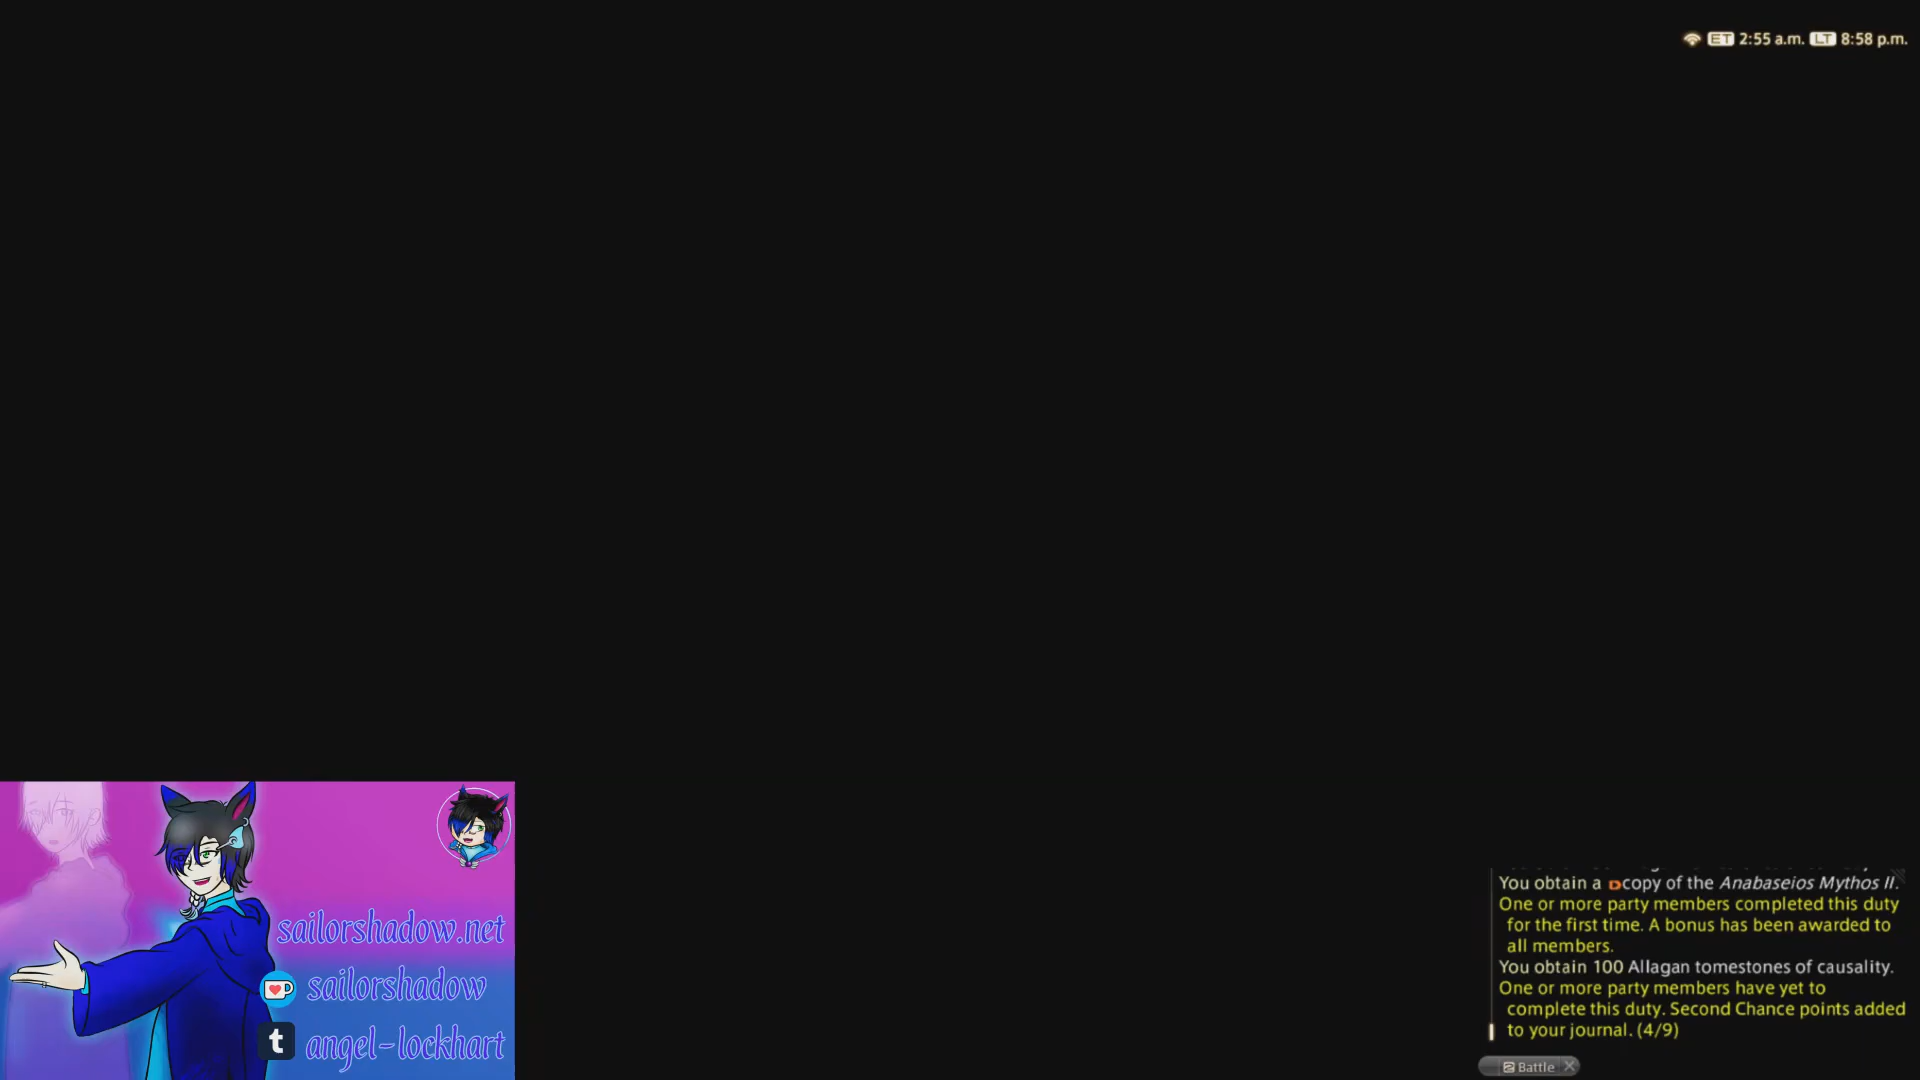 ET 2:55 a.m. LT 8:58 p.m.
sailorshadow.net
sailorshadow
t angel-lockhart
You obtain a copy of the Anabaseios Mythos II.
One or more party members completed this duty
for the first time. A bonus has been awarded to
all members.
You obtain 100 Allagan tomestones of causality.
One or more party members have yet to
complete this duty. Second Chance points added
to your journal. (4/9)
2 Battle